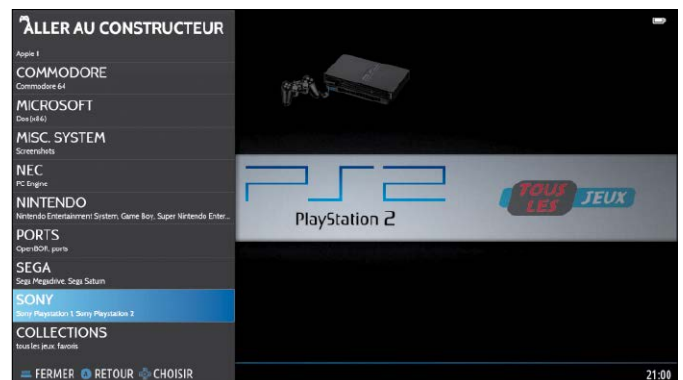 ALLER AU CONSTRUCTEUR
Apple I
COMMODORE
Commodore 64
MICROSOFT
Dos (x86)
MISC. SYSTEM
Screenshots
NEC
PC Engine
NINTENDO
Nintendo Entertainment System, Game Boy, Super Nintendo Enter...
PORTS
OpenBOR, ports
SEGA
Sega Megadrive, Sega Saturn
SONY
Sony Playstation 1, Sony Playstation 2
COLLECTIONS
tous les jeux, favoris
FERMER A RETOUR CHOISIR
PS2
PlayStation 2
TOUS
LES JEUX
21:00